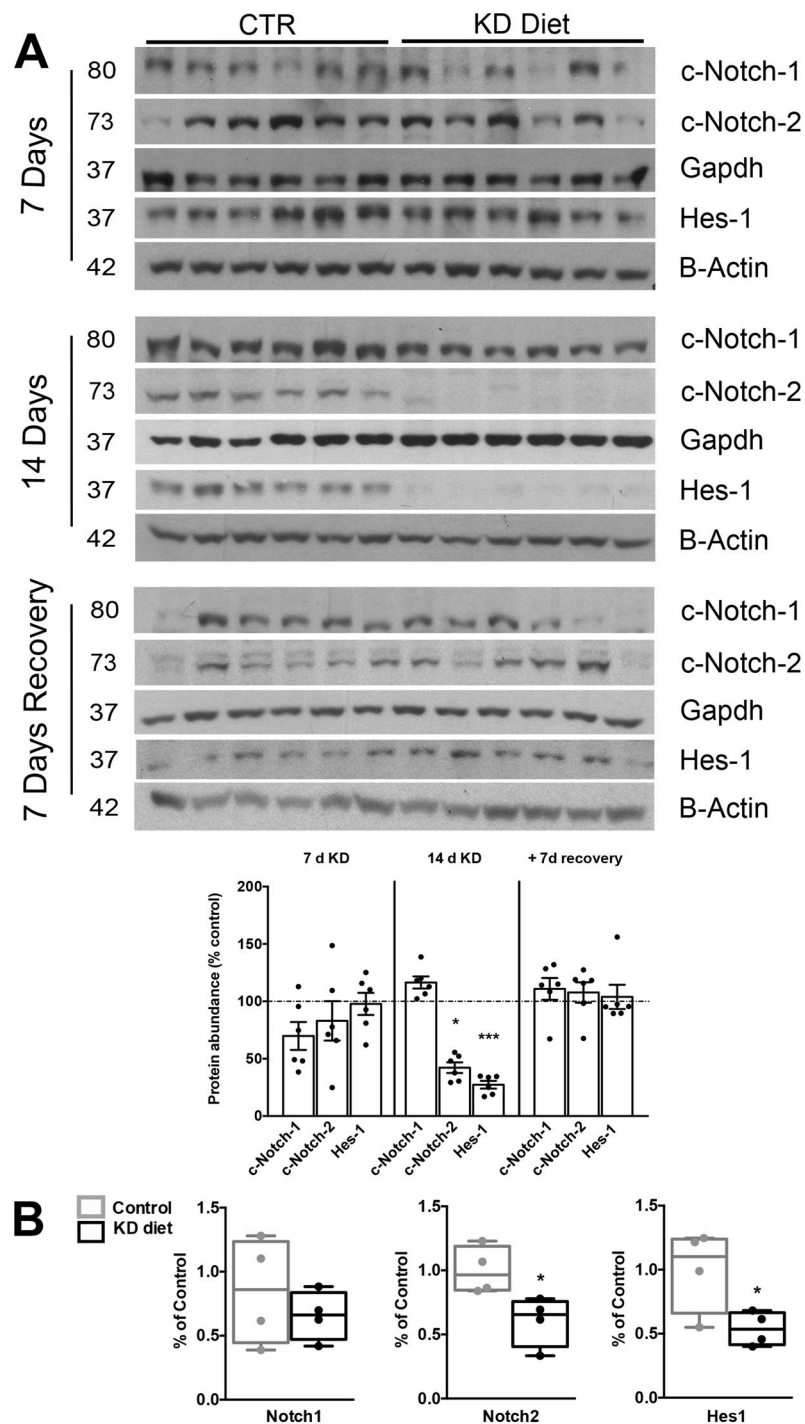 A
CTR KD Diet
7 Days
80 c-Notch-1
73 c-Notch-2
37 Gapdh
37 Hes-1
42 B-Actin
14 Days
80 c-Notch-1
73 c-Notch-2
37 Gapdh
37 Hes-1
42 B-Actin
7 Days Recovery
80 c-Notch-1
73 c-Notch-2
37 Gapdh
37 Hes-1
42 B-Actin
7 d KD 14 d KD + 7d recovery
Protein abundance (% control)
200
150
100
50
0
* ***
c-Notch-1 c-Notch-2 Hes-1 c-Notch-1 c-Notch-2 Hes-1 c-Notch-1 c-Notch-2 Hes-1
B
Control
KD diet
% of Control
1.5
1.0
0.5
0.0
Notch1
% of Control
1.5
1.0
0.5
0.0
*
Notch2
% of Control
1.5
1.0
0.5
0.0
*
Hes1